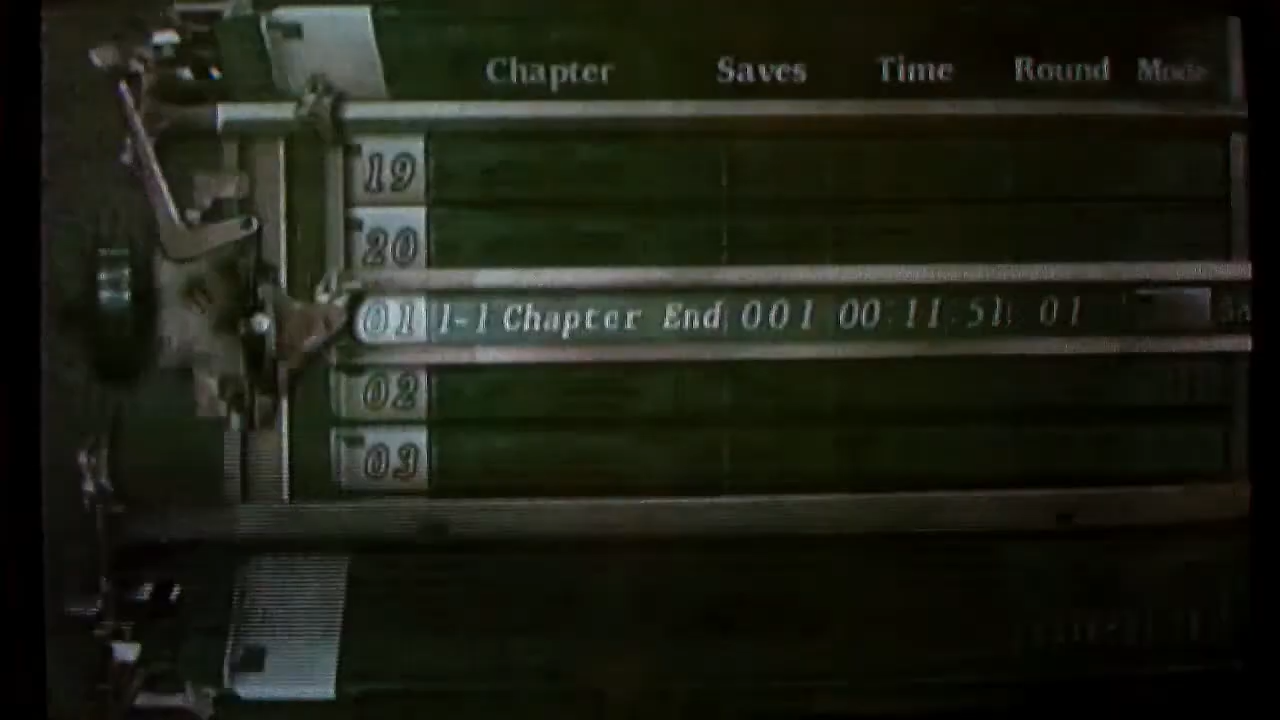 Chapter Saves Time Round Mode
19
20
01 1-1 Chapter End 001 00:11:51 01
02
03